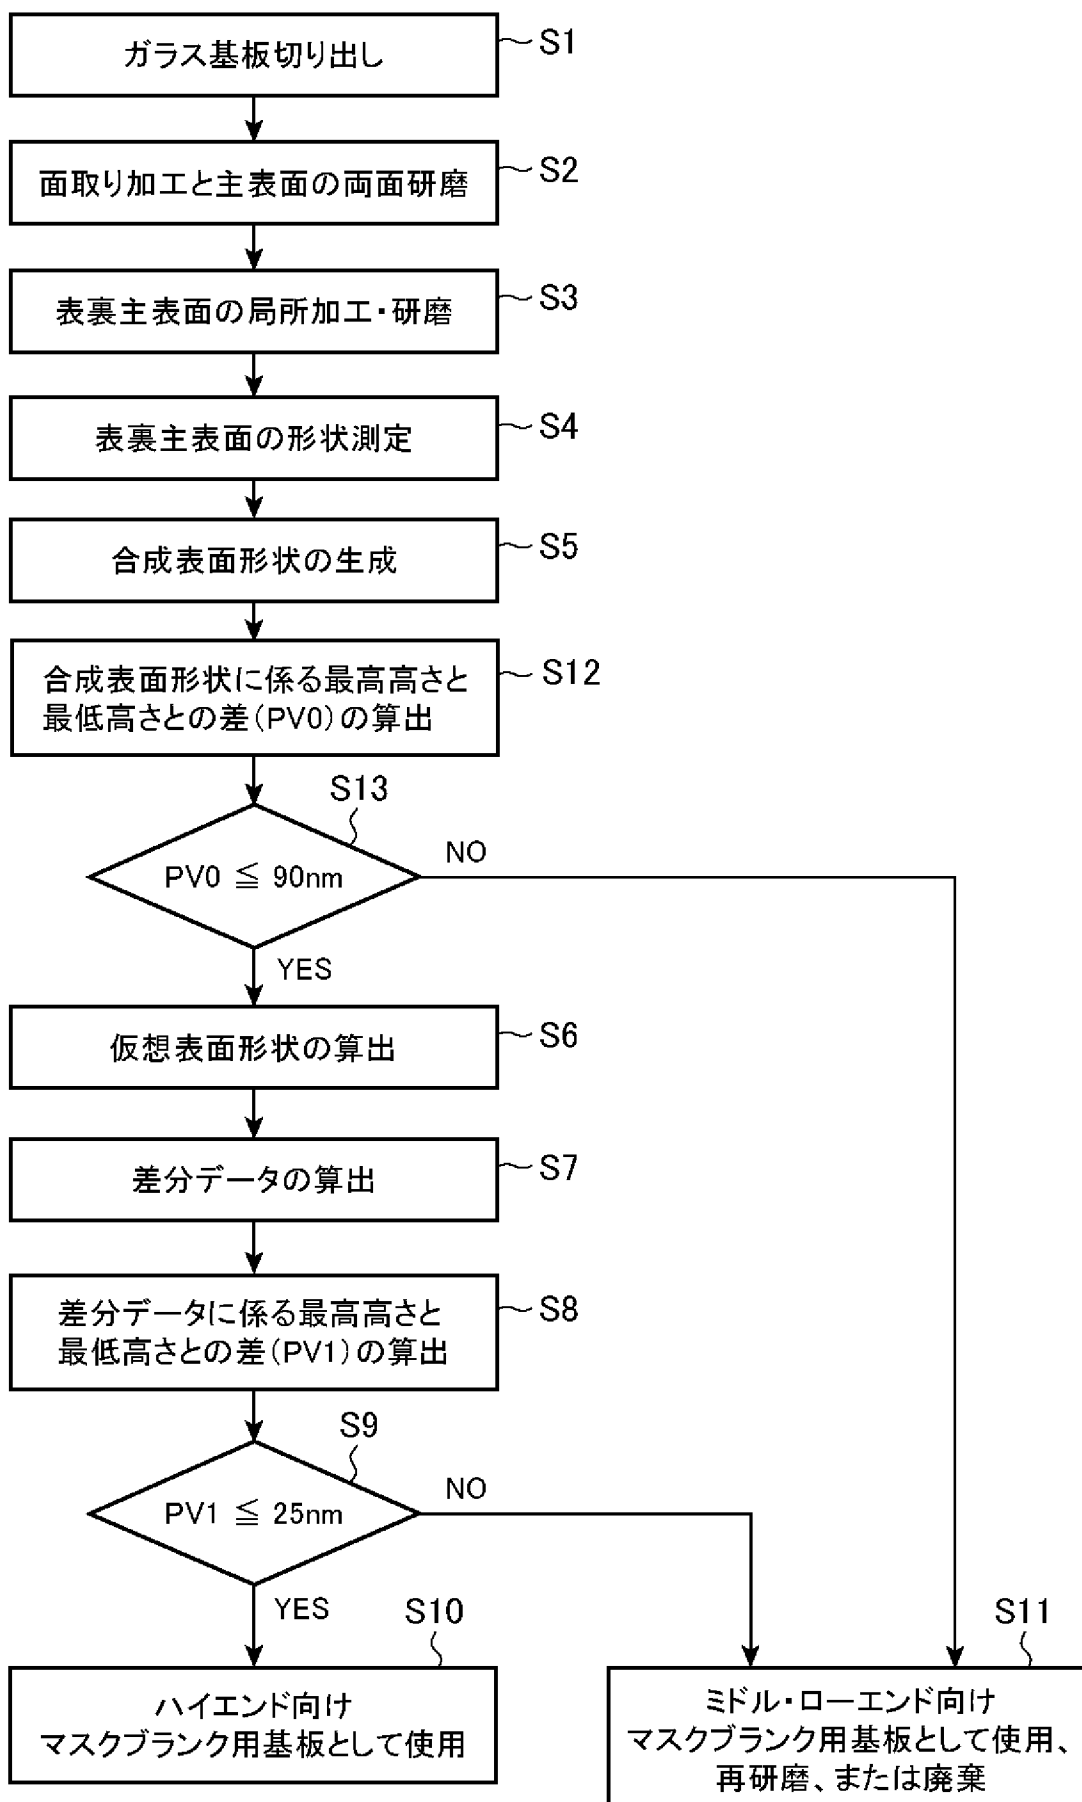 ガラス基板切り出し
S1
面取り加工と主表面の両面研磨
S2
表裏主表面の局所加工・研磨
S3
表裏主表面の形状測定
S4
合成表面形状の生成
S5
合成表面形状に係る最高高さと
最低高さとの差(PV0)の算出
S12
S13
PV0 ≦ 90nm
NO
YES
仮想表面形状の算出
S6
差分データの算出
S7
差分データに係る最高高さと
最低高さとの差(PV1)の算出
S8
S9
PV1 ≦ 25nm
NO
YES
S10
ハイエンド向け
マスクブランク用基板として使用
S11
ミドル・ローエンド向け
マスクブランク用基板として使用、
再研磨、または廃棄